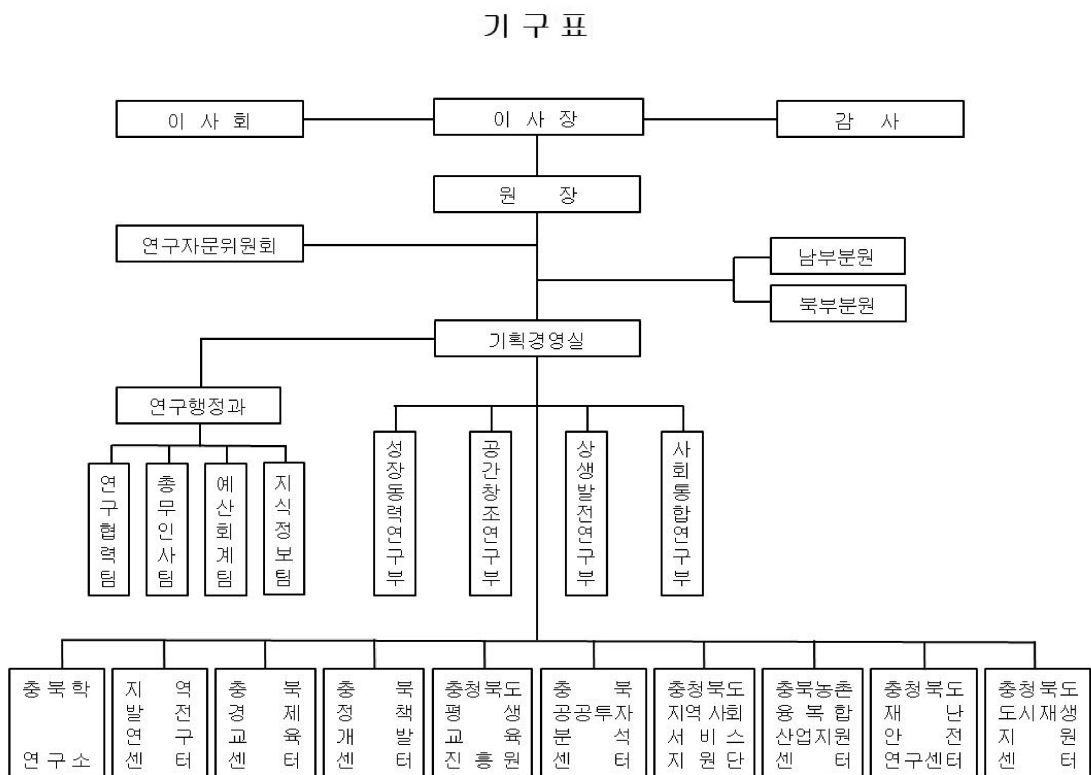 기 구 표
이 사 회
이 사 장
감 사
원 장
연구자문위원회
남부분원
북부분원
기획경영실
연구행정과
연구협력팀
총무인사팀
예산회계팀
지식정보팀
성장동력연구부
공간창조연구부
상생발전연구부
사회통합연구부
충 북 학
연 구 소
지 역
발 전
연 구
센 터
충 북
경 제
교 육
센 터
충 북
정 책
개 발
센 터
충청북도
평 생
교 육
진 흥 원
충 북
공공투자
분 석
센 터
충청북도
지역사회
서 비 스
지 원 단
충북농촌
융 복 합
산업지원
센 터
충청북도
재 난
안 전
연구센터
충청북도
도시재생
지 원
센 터